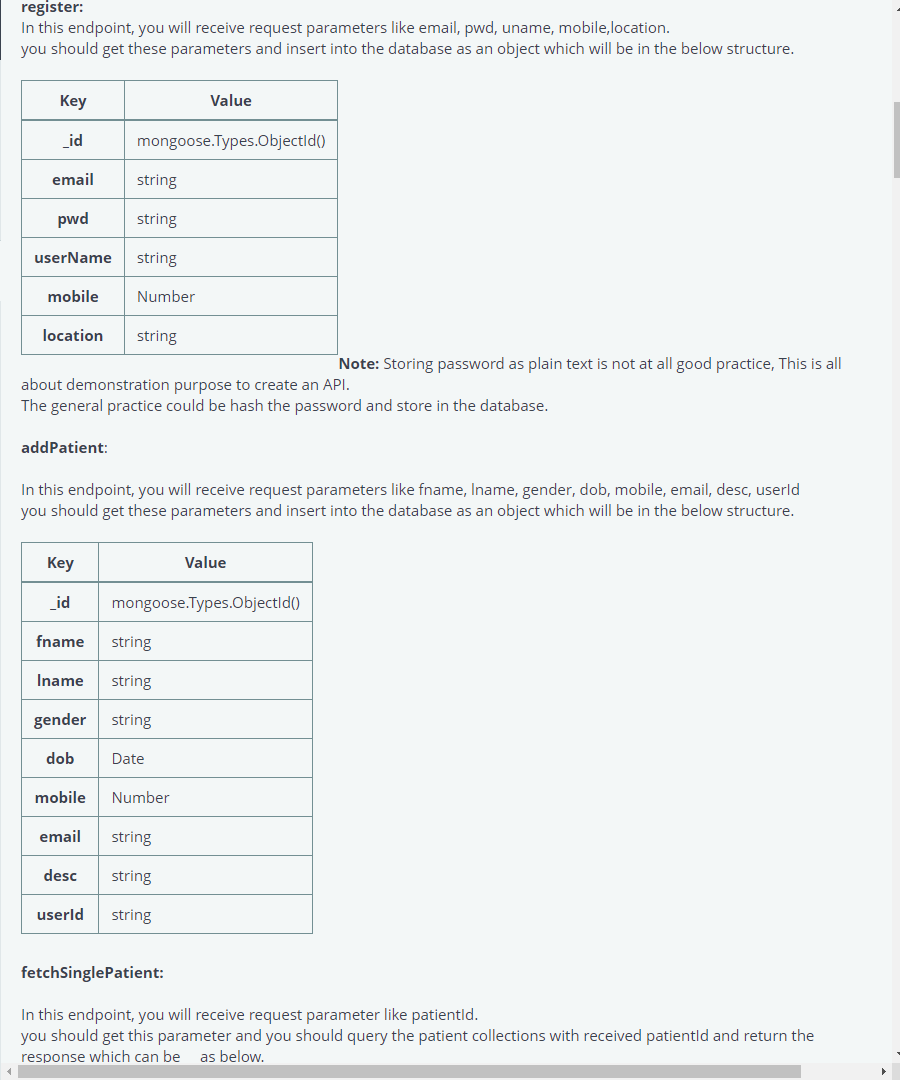 register:
In this endpoint, you will receive request parameters like email, pwd, uname, mobile,location.
you should get these parameters and insert into the database as an object which will be in the below structure.
Key Value
_id mongoose.Types.ObjectId()
email string
pwd string
userName string
mobile Number
location string
Note: Storing password as plain text is not at all good practice, This is all
about demonstration purpose to create an API.
The general practice could be hash the password and store in the database.
addPatient:
In this endpoint, you will receive request parameters like fname, lname, gender, dob, mobile, email, desc, userId
you should get these parameters and insert into the database as an object which will be in the below structure.
Key Value
_id mongoose.Types.ObjectId()
fname string
lname string
gender string
dob Date
mobile Number
email string
desc string
userId string
fetchSinglePatient:
In this endpoint, you will receive request parameter like patientId.
you should get this parameter and you should query the patient collections with received patientId and return the
response which can be as below.